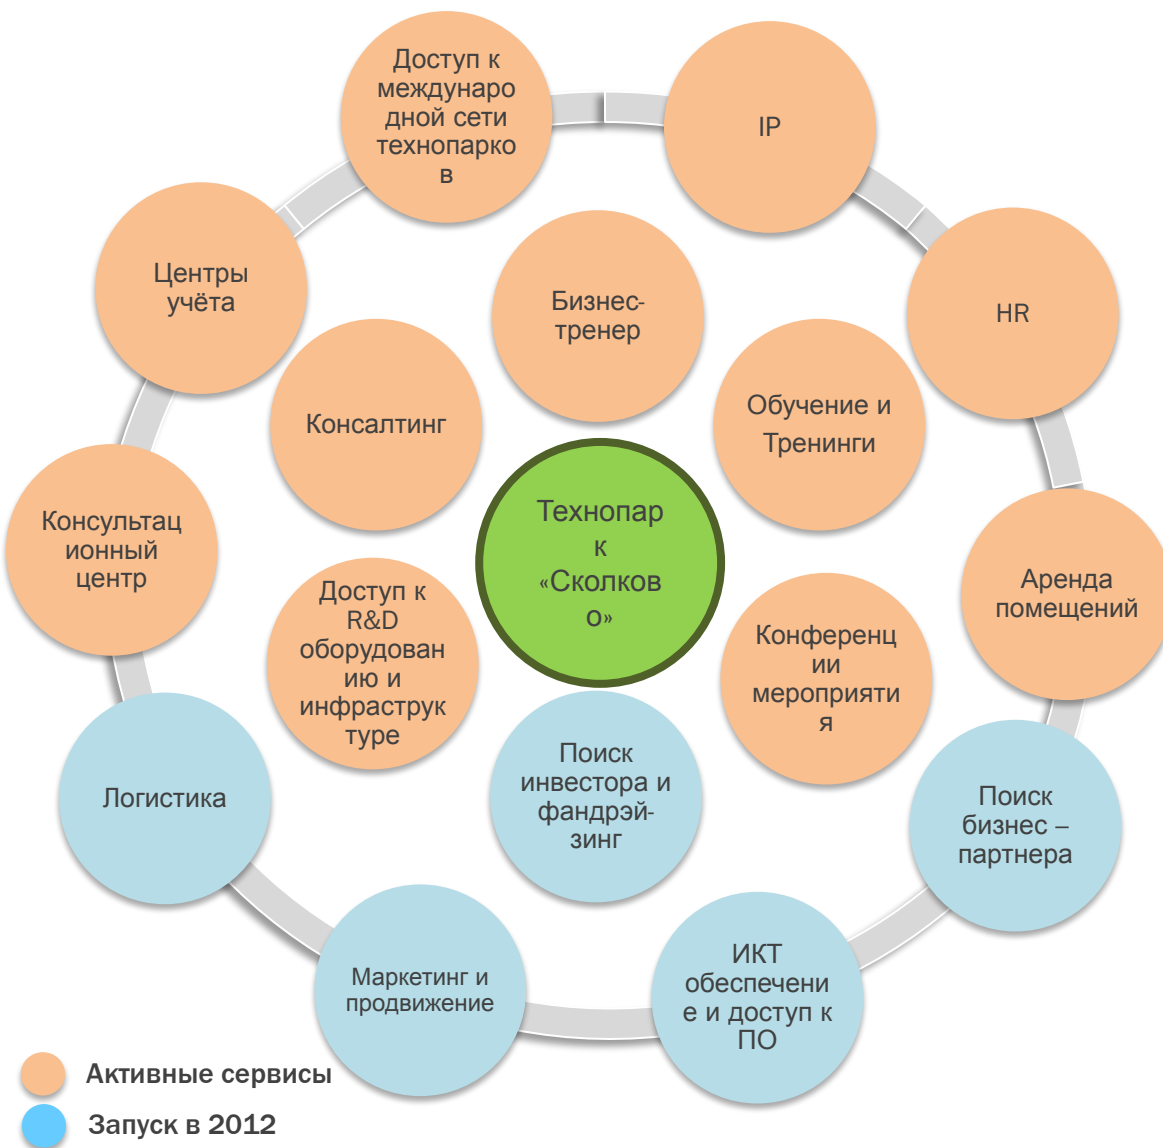 Доступ к
междунаро
дной сети
технопарко
в
IP
Центры
учёта
Бизнес-
тренер
HR
Консалтинг
Обучение и
Тренинги
Консультац
ионный
центр
Технопар
к
«Сколков
о»
Аренда
помещений
Доступ к
R&D
оборудован
ию и
инфраструк
туре
Конференц
ии
мероприяти
я
Логистика
Поиск
инвестора и
фандрэй-
зинг
Поиск
бизнес –
партнера
Маркетинг и
продвижение
ИКТ
обеспечени
е и доступ к
ПО
Активные сервисы
Запуск в 2012